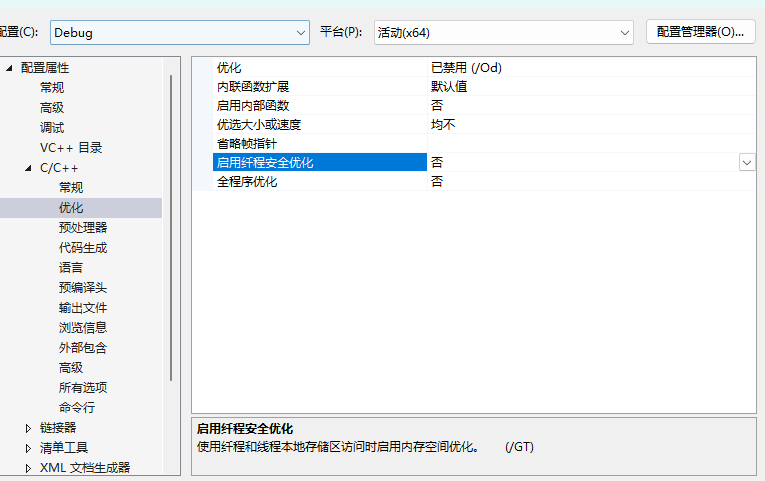 配置(C):
Debug
平台(P):
活动(x64)
配置管理器(O)...
配置属性
常规
高级
调试
VC++ 目录
C/C++
常规
优化
预处理器
代码生成
语言
预编译头
输出文件
浏览信息
外部包含
高级
所有选项
命令行
链接器
清单工具
XML 文档生成器
优化 已禁用 (/Od)
内联函数扩展 默认值
启用内部函数 否
优选大小或速度 均不
省略帧指针
启用纤程安全优化 否
全程序优化 否
启用纤程安全优化
使用纤程和线程本地存储区访问时启用内存空间优化。 (/GT)